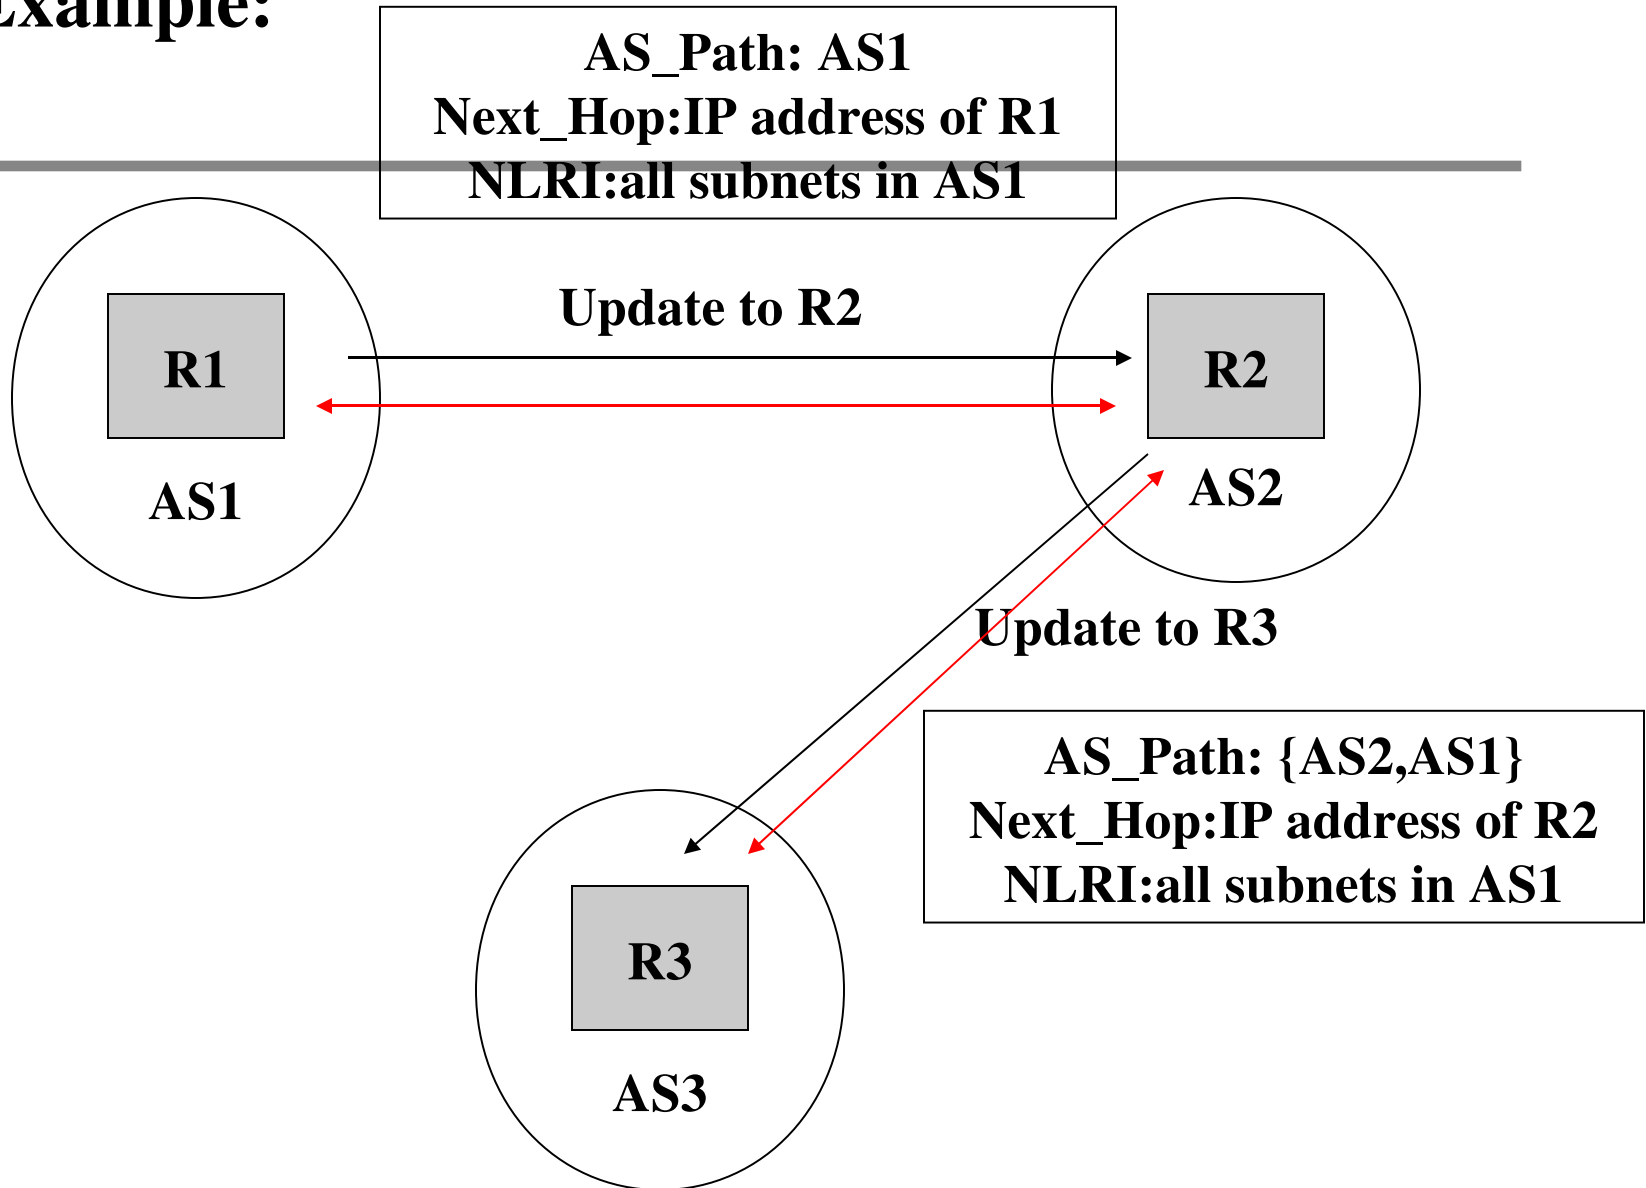 Example:
AS_Path: AS1
Next_Hop:IP address of R1
NLRI:all subnets in AS1
Update to R2
R1
R2
AS1
AS2
Update to R3
AS_Path: {AS2,AS1}
Next_Hop:IP address of R2
NLRI:all subnets in AS1
R3
AS3